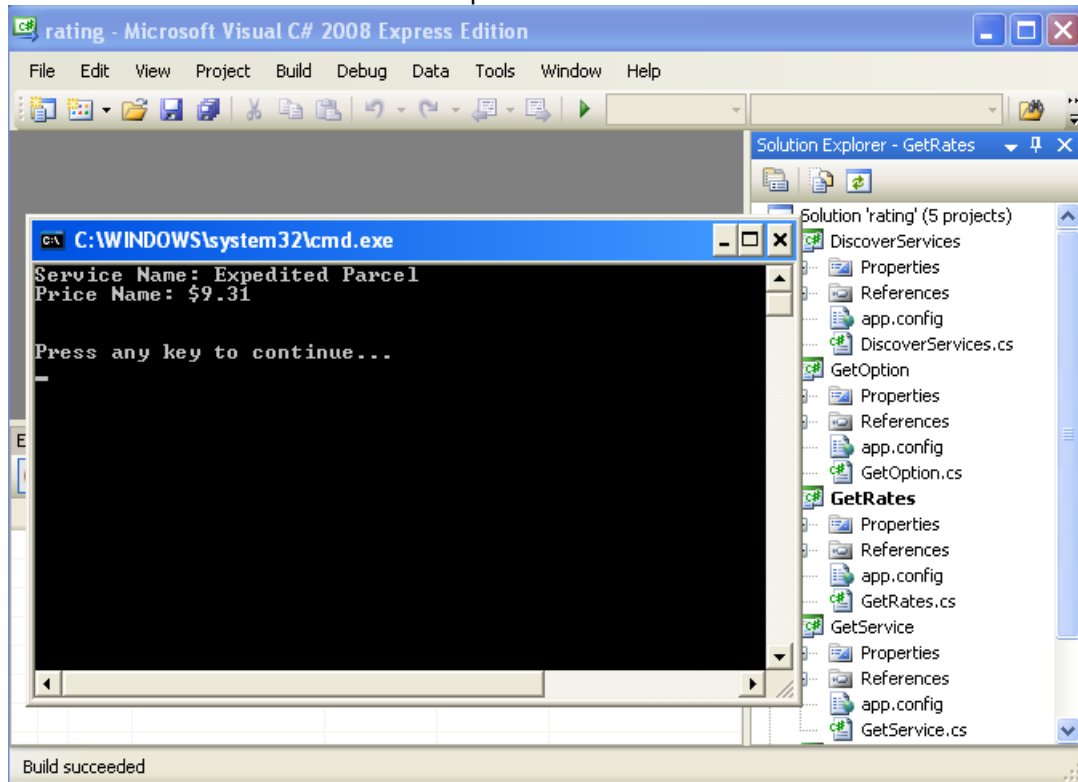 rating - Microsoft Visual C# 2008 Express Edition
File Edit View Project Build Debug Data Tools Window Help
Solution Explorer - GetRates
Solution 'rating' (5 projects)
DiscoverServices
Properties
References
app.config
DiscoverServices.cs
GetOption
Properties
References
app.config
GetOption.cs
GetRates
Properties
References
app.config
GetRates.cs
GetService
Properties
References
app.config
GetService.cs
C:\WINDOWS\system32\cmd.exe
Service Name: Expedited Parcel
Price Name: $9.31
Press any key to continue...
Build succeeded